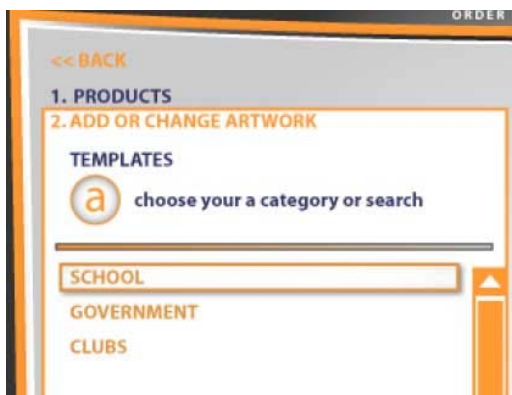 ORDER
<< BACK
1. PRODUCTS
2. ADD OR CHANGE ARTWORK
TEMPLATES
a choose your a category or search
SCHOOL
GOVERNMENT
CLUBS